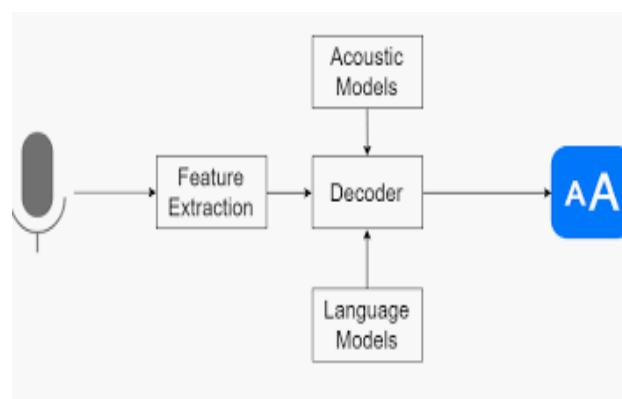 Acoustic
Models
Feature
Extraction
Decoder
AA
Language
Models